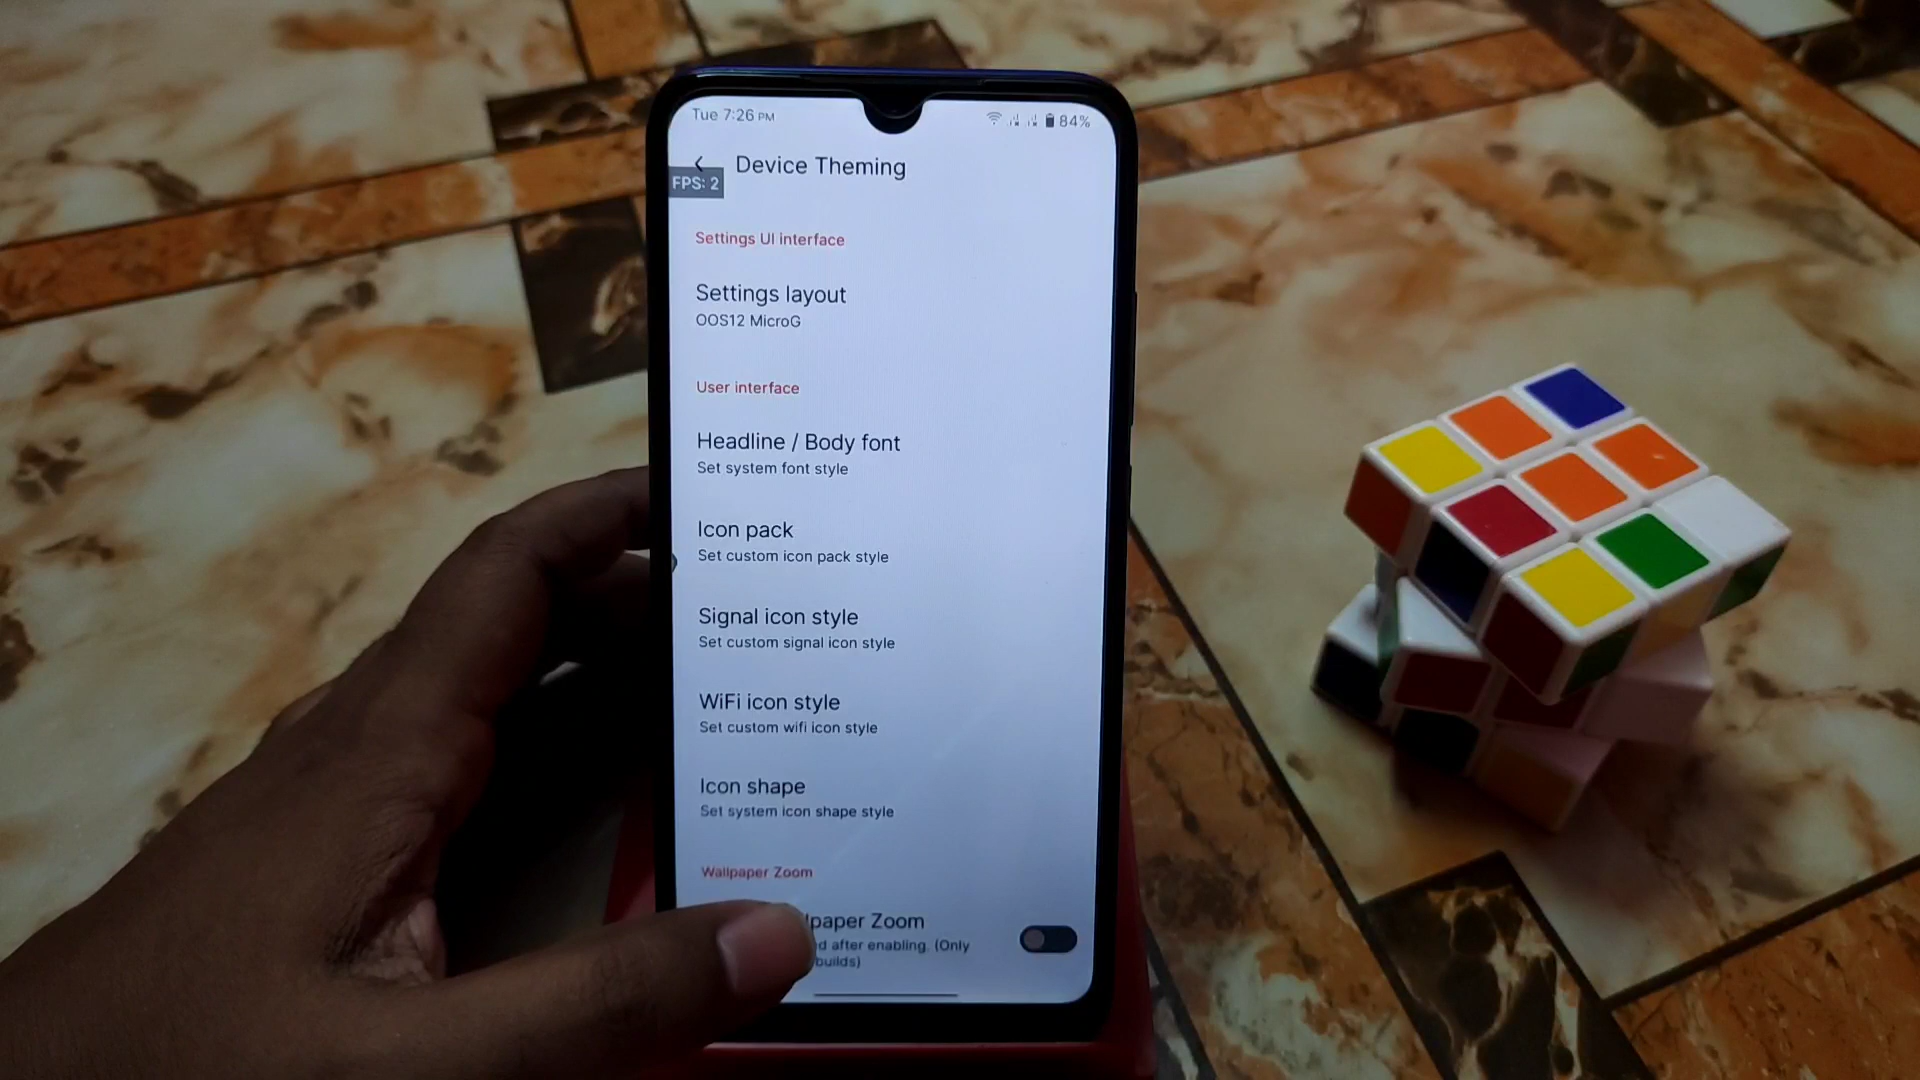 Tue 7:26 PM
84%
Device Theming
FPS: 2
Settings UI interface
Settings layout
OOS12 MicroG
User interface
Headline / Body font
Set system font style
Icon pack
Set custom icon pack style
Signal icon style
Set custom signal icon style
WiFi icon style
Set custom wifi icon style
Icon shape
Set system icon shape style
Wallpaper Zoom
lpaper Zoom
d after enabling. (Only
builds)